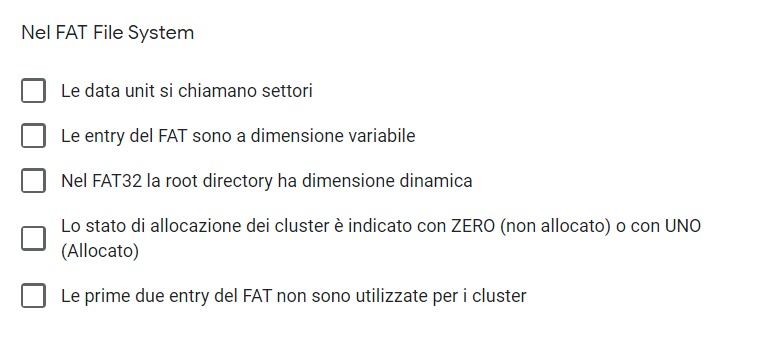 Nel FAT File System
Le data unit si chiamano settori
Le entry del FAT sono a dimensione variabile
Nel FAT32 la root directory ha dimensione dinamica
Lo stato di allocazione dei cluster è indicato con ZERO (non allocato) o con UNO
(Allocato)
Le prime due entry del FAT non sono utilizzate per i cluster